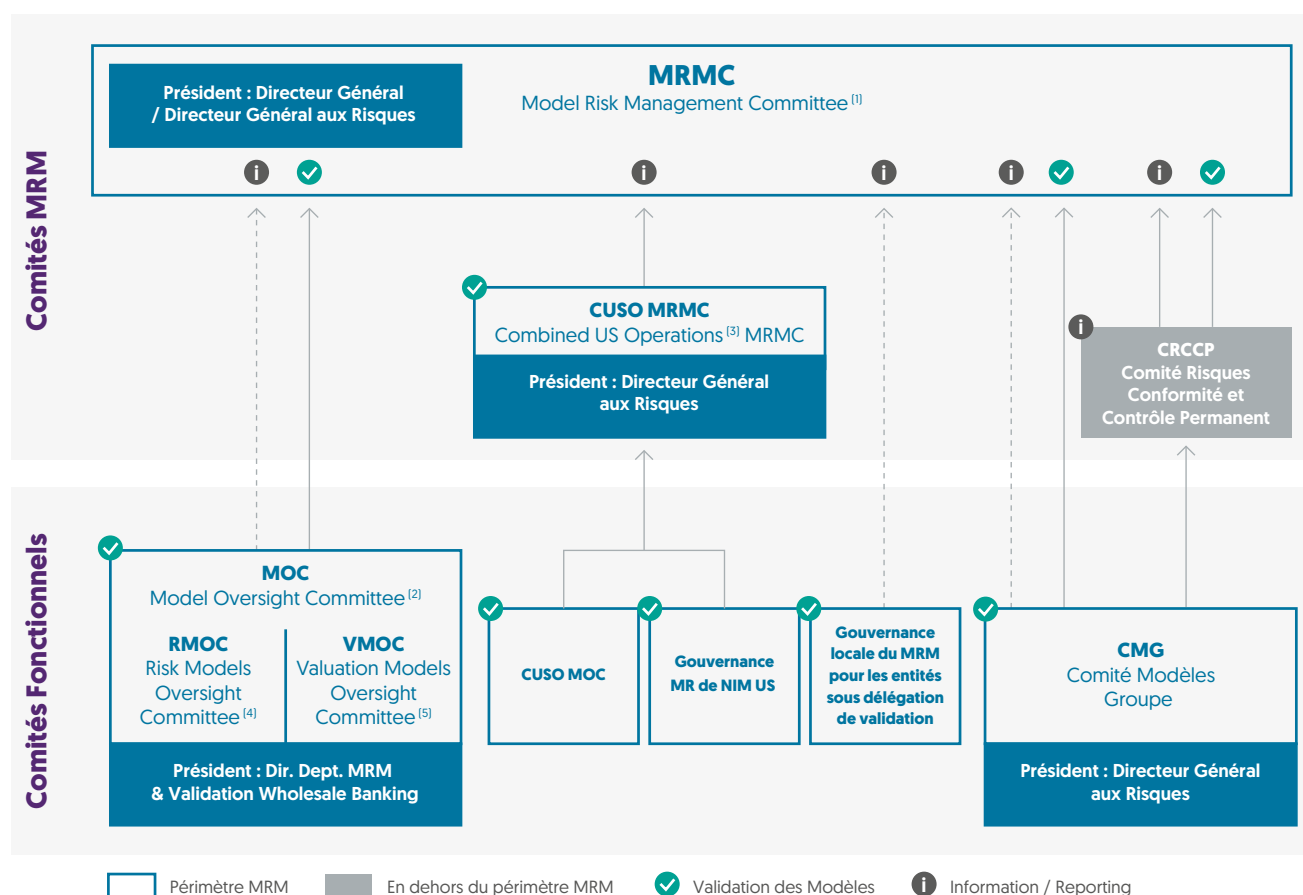 Comités MRM
MRMC
Model Risk Management Committee (1)
Président : Directeur Général
/ Directeur Général aux Risques
i
i
i
i
i
CUSO MRMC
Combined US Operations (3) MRMC
Président : Directeur Général
aux Risques
i
CRCCP
Comité Risques
Conformité et
Contrôle Permanent
Comités Fonctionnels
MOC
Model Oversight Committee (2)
RMOC
Risk Models
Oversight
Committee (4)
VMOC
Valuation Models
Oversight
Committee (5)
Président : Dir. Dept. MRM
& Validation Wholesale Banking
CUSO MOC
Gouvernance
MR de NIM US
Gouvernance
locale du MRM
pour les entités
sous délégation
de validation
CMG
Comité Modèles
Groupe
Président : Directeur Général
aux Risques
Périmètre MRM
En dehors du périmètre MRM
Validation des Modèles
i
Information / Reporting